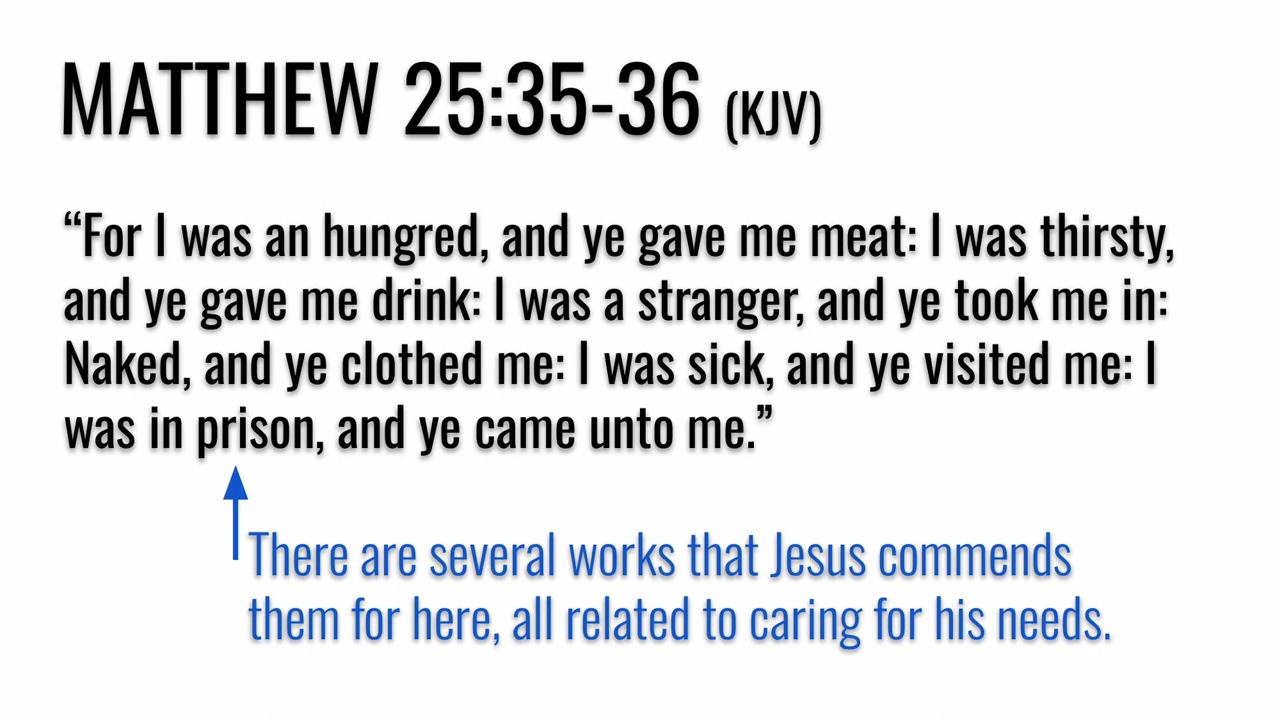 MATTHEW 25:35-36 (KJV)
“For I was an hungred, and ye gave me meat: I was thirsty,
and ye gave me drink: I was a stranger, and ye took me in:
Naked, and ye clothed me: I was sick, and ye visited me: I
was in prison, and ye came unto me.”
There are several works that Jesus commends
them for here, all related to caring for his needs.